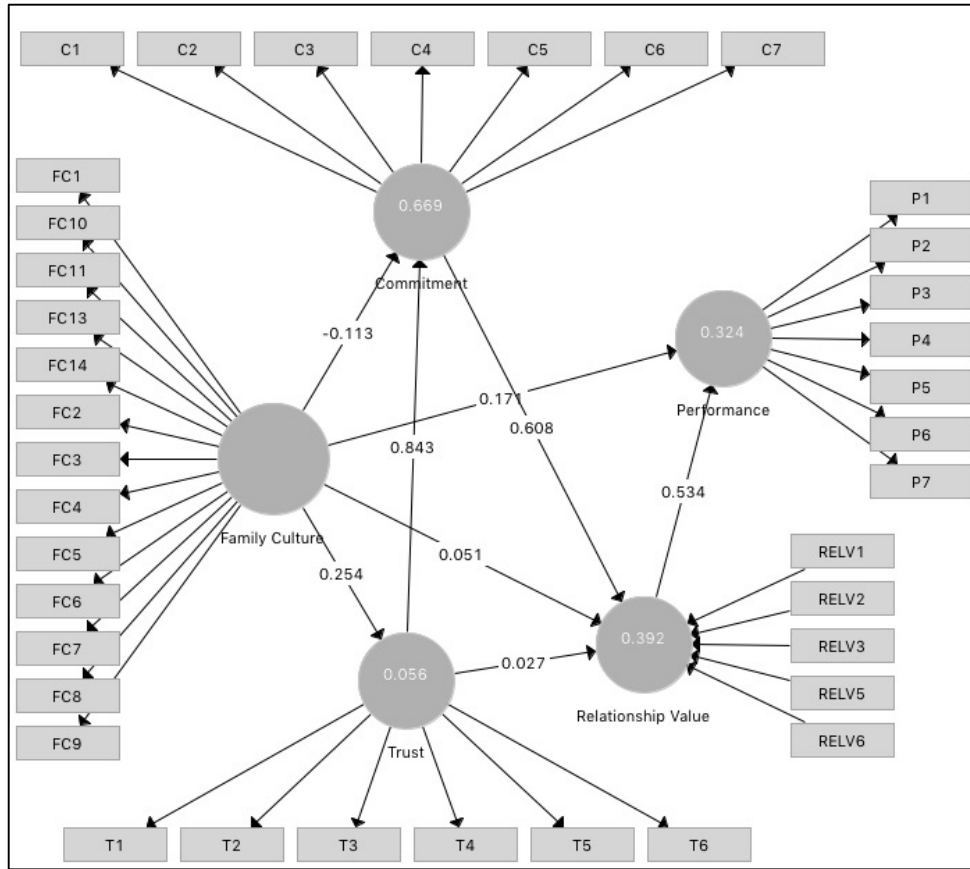 C1
C2
C3
C4
C5
C6
C7
0.669
Commitment
FC1
FC10
FC11
FC13
FC14
FC2
FC3
FC4
FC5
FC6
FC7
FC8
FC9
Family Culture
-0.113
0.171
0.843
0.608
0.051
0.254
0.027
0.534
0.324
Performance
P1
P2
P3
P4
P5
P6
P7
0.392
Relationship Value
RELV1
RELV2
RELV3
RELV5
RELV6
0.056
Trust
T1
T2
T3
T4
T5
T6